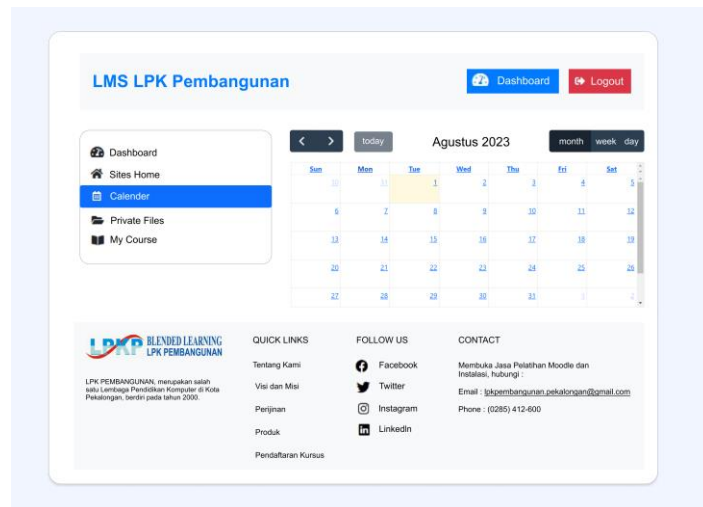 LMS LPK Pembangunan
Dashboard
Logout
Dashboard
Sites Home
Calender
Private Files
My Course
today
Agustus 2023
month week day
Sun Mon Tue Wed Thu Fri Sat
30 31 1 2 3 4 5
6 7 8 9 10 11 12
13 14 15 16 17 18 19
20 21 22 23 24 25 26
27 28 29 30 31 1 2
LPKP BLENDED LEARNING
LPK PEMBANGUNAN
LPK PEMBANGUNAN, merupakan salah
satu Lembaga Pendidikan Komputer di Kota
Pekalongan, berdiri pada tahun 2000.
QUICK LINKS
Tentang Kami
Visi dan Misi
Perijinan
Produk
Pendaftaran Kursus
FOLLOW US
Facebook
Twitter
Instagram
LinkedIn
CONTACT
Membuka Jasa Pelatihan Moodle dan
Instalasi, hubungi :
Email : lpkpembangunan.pekalongan@gmail.com
Phone : (0285) 412-600